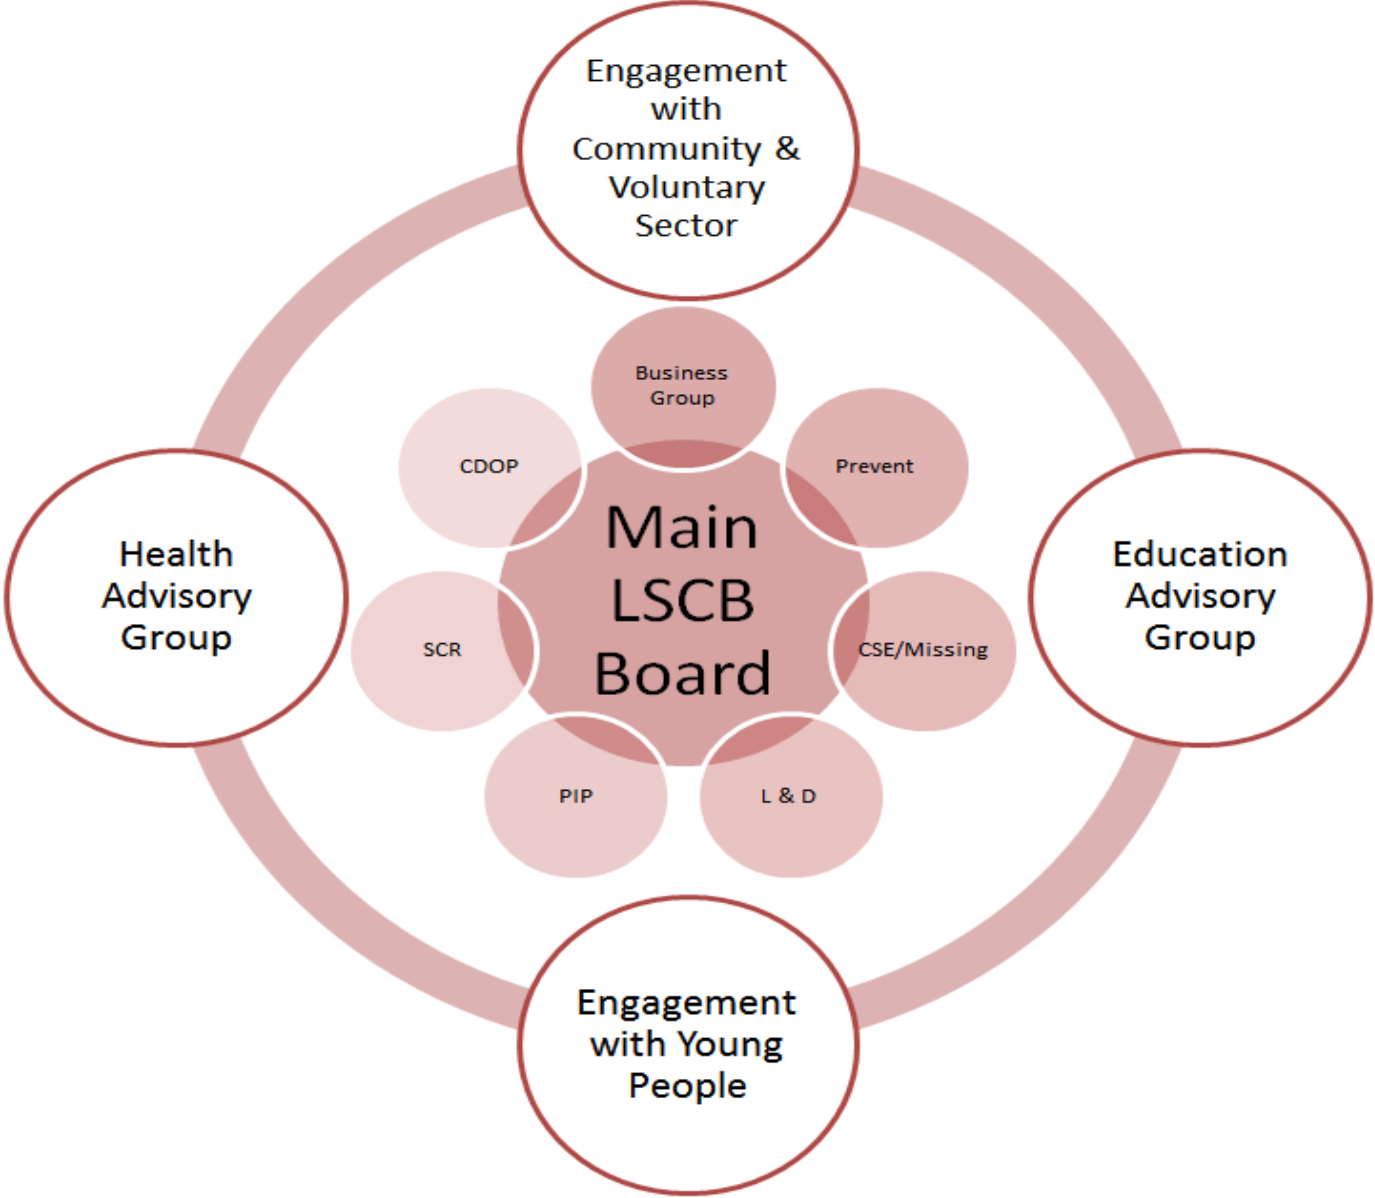 Engagement
with
Community &
Voluntary
Sector
Business
Group
CDOP
Prevent
Main
LSCB
Board
Health
Advisory
Group
Education
Advisory
Group
SCR
CSE/Missing
PIP
L & D
Engagement
with Young
People